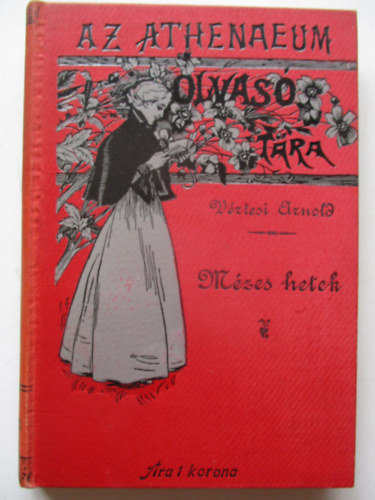 AZ ATHENAEUM
OLVASÓ
TÁRA
Vértesi Arnold
Mézes hetek
Ára 1 korona